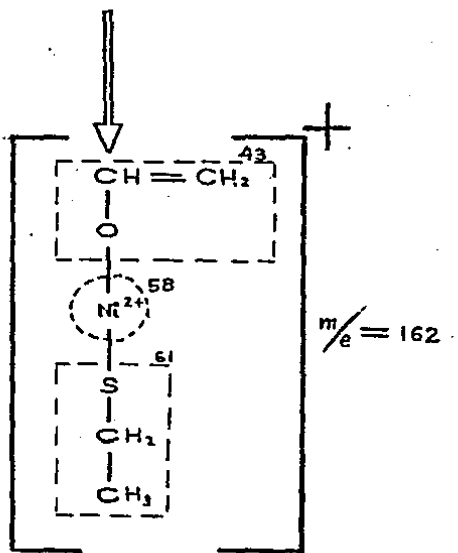 +
43
CH=CH₂
O
58
Ni²⁺
m/e = 162
61
S
CH₂
CH₃